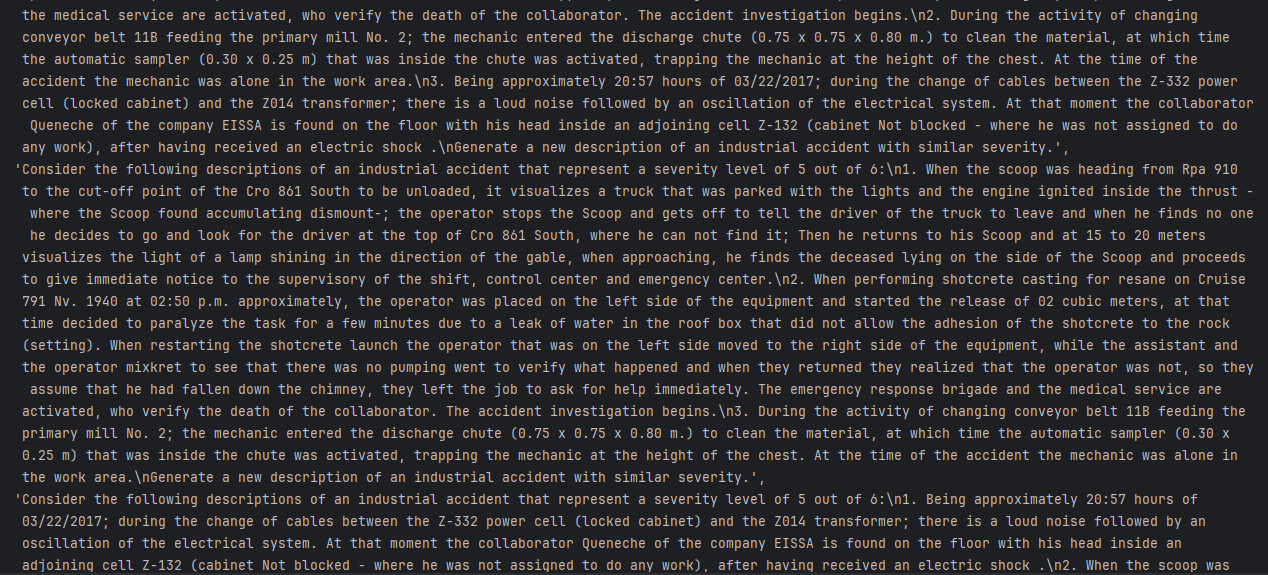 the medical service are activated, who verify the death of the collaborator. The accident investigation begins.\n2. During the activity of changing
conveyor belt 11B feeding the primary mill No. 2; the mechanic entered the discharge chute (0.75 x 0.75 x 0.80 m.) to clean the material, at which time
the automatic sampler (0.30 x 0.25 m) that was inside the chute was activated, trapping the mechanic at the height of the chest. At the time of the
accident the mechanic was alone in the work area.\n3. Being approximately 20:57 hours of 03/22/2017; during the change of cables between the Z-332 power
cell (locked cabinet) and the Z014 transformer; there is a loud noise followed by an oscillation of the electrical system. At that moment the collaborator
Queneche of the company EISSA is found on the floor with his head inside an adjoining cell Z-132 (cabinet Not blocked - where he was not assigned to do
any work), after having received an electric shock .\nGenerate a new description of an industrial accident with similar severity.',
'Consider the following descriptions of an industrial accident that represent a severity level of 5 out of 6:\n1. When the scoop was heading from Rpa 910
to the cut-off point of the Cro 861 South to be unloaded, it visualizes a truck that was parked with the lights and the engine ignited inside the thrust -
where the Scoop found accumulating dismount-; the operator stops the Scoop and gets off to tell the driver of the truck to leave and when he finds no one
he decides to go and look for the driver at the top of Cro 861 South, where he can not find it; Then he returns to his Scoop and at 15 to 20 meters
visualizes the light of a lamp shining in the direction of the gable, when approaching, he finds the deceased lying on the side of the Scoop and proceeds
to give immediate notice to the supervisory of the shift, control center and emergency center.\n2. When performing shotcrete casting for resane on Cruise
791 Nv. 1940 at 02:50 p.m. approximately, the operator was placed on the left side of the equipment and started the release of 02 cubic meters, at that
time decided to paralyze the task for a few minutes due to a leak of water in the roof box that did not allow the adhesion of the shotcrete to the rock
(setting). When restarting the shotcrete launch the operator that was on the left side moved to the right side of the equipment, while the assistant and
the operator mixkret to see that there was no pumping went to verify what happened and when they returned they realized that the operator was not, so they
assume that he had fallen down the chimney, they left the job to ask for help immediately. The emergency response brigade and the medical service are
activated, who verify the death of the collaborator. The accident investigation begins.\n3. During the activity of changing conveyor belt 11B feeding the
primary mill No. 2; the mechanic entered the discharge chute (0.75 x 0.75 x 0.80 m.) to clean the material, at which time the automatic sampler (0.30 x
0.25 m) that was inside the chute was activated, trapping the mechanic at the height of the chest. At the time of the accident the mechanic was alone in
the work area.\nGenerate a new description of an industrial accident with similar severity.',
'Consider the following descriptions of an industrial accident that represent a severity level of 5 out of 6:\n1. Being approximately 20:57 hours of
03/22/2017; during the change of cables between the Z-332 power cell (locked cabinet) and the Z014 transformer; there is a loud noise followed by an
oscillation of the electrical system. At that moment the collaborator Queneche of the company EISSA is found on the floor with his head inside an
adjoining cell Z-132 (cabinet Not blocked - where he was not assigned to do any work), after having received an electric shock .\n2. When the scoop was